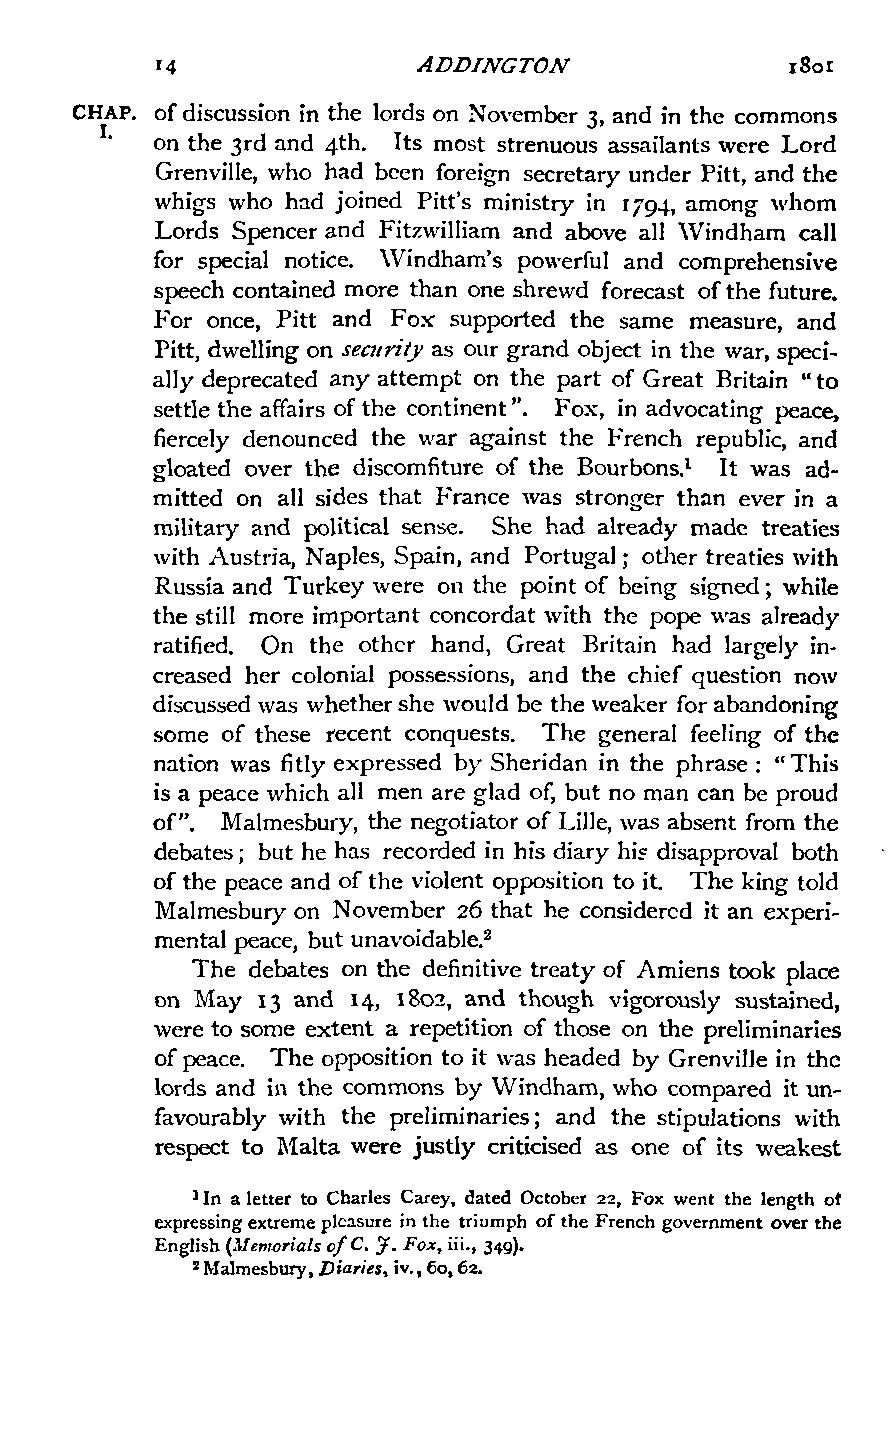 14 ADDINGTON 1801
CHAP. of discussion in the lords on November 3, and in the commons
I. on the 3rd and 4th. Its most strenuous assailants were Lord
Grenville, who had been foreign secretary under Pitt, and the
whigs who had joined Pitt's ministry in 1794, among whom
Lords Spencer and Fitzwilliam and above all Windham call
for special notice. Windham's powerful and comprehensive
speech contained more than one shrewd forecast of the future.
For once, Pitt and Fox supported the same measure, and
Pitt, dwelling on security as our grand object in the war, speci-
ally deprecated any attempt on the part of Great Britain "to
settle the affairs of the continent". Fox, in advocating peace,
fiercely denounced the war against the French republic, and
gloated over the discomfiture of the Bourbons.¹ It was ad-
mitted on all sides that France was stronger than ever in a
military and political sense. She had already made treaties
with Austria, Naples, Spain, and Portugal; other treaties with
Russia and Turkey were on the point of being signed; while
the still more important concordat with the pope was already
ratified. On the other hand, Great Britain had largely in-
creased her colonial possessions, and the chief question now
discussed was whether she would be the weaker for abandoning
some of these recent conquests. The general feeling of the
nation was fitly expressed by Sheridan in the phrase: "This
is a peace which all men are glad of, but no man can be proud
of". Malmesbury, the negotiator of Lille, was absent from the
debates; but he has recorded in his diary his disapproval both
of the peace and of the violent opposition to it. The king told
Malmesbury on November 26 that he considered it an experi-
mental peace, but unavoidable.²
The debates on the definitive treaty of Amiens took place
on May 13 and 14, 1802, and though vigorously sustained,
were to some extent a repetition of those on the preliminaries
of peace. The opposition to it was headed by Grenville in the
lords and in the commons by Windham, who compared it un-
favourably with the preliminaries; and the stipulations with
respect to Malta were justly criticised as one of its weakest
¹In a letter to Charles Carey, dated October 22, Fox went the length of
expressing extreme pleasure in the triumph of the French government over the
English (Memorials of C. J. Fox, iii., 349).
²Malmesbury, Diaries, iv., 60, 62.